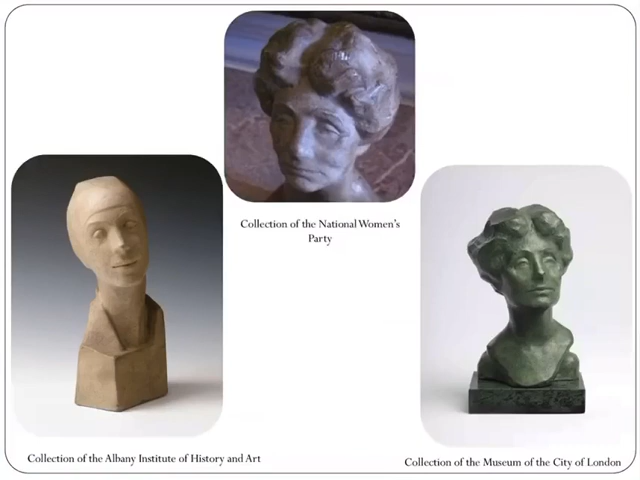 Collection of the National Women's
Party
Collection of the Albany Institute of History and Art
Collection of the Museum of the City of London